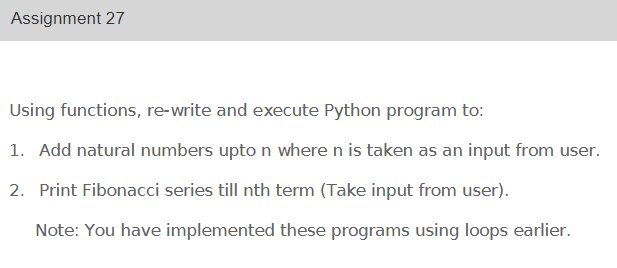 Assignment 27
Using functions, re-write and execute Python program to:
1. Add natural numbers upto n where n is taken as an input from user.
2. Print Fibonacci series till nth term (Take input from user).
Note: You have implemented these programs using loops earlier.